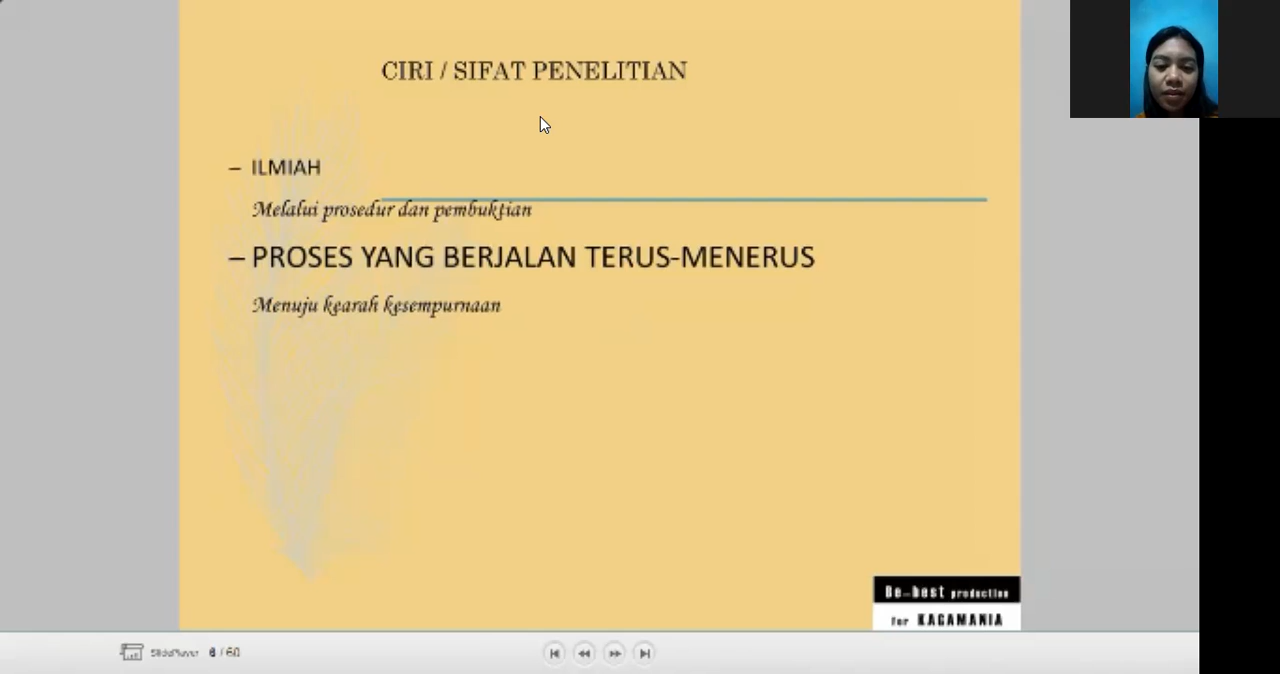 CIRI / SIFAT PENELITIAN
– ILMIAH
Melalui prosedur dan pembuktian
– PROSES YANG BERJALAN TERUS-MENERUS
Menuju kearah kesempurnaan
Be-best production
for KAGAMANIA
SlidePlayer 6 / 60